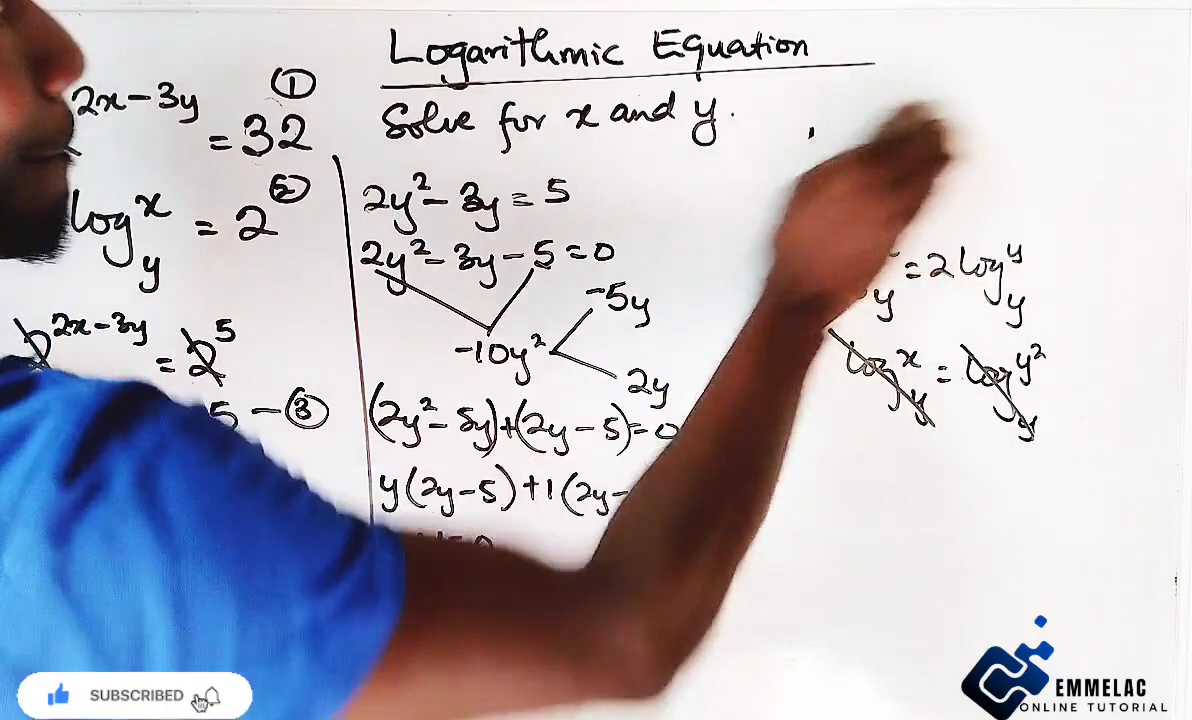 Logarithmic Equation
Solve for x and y.
2x-3y = 32 ①
log x y = 2 ②
2x-3y = 2 5
5 - ③
2y² - 3y = 5
2y² - 3y - 5 = 0
-10y²
-5y
2y
(2y² - 5y) + (2y - 5) = 0
y(2y-5) + 1(2y-
y = 2 log y y
log x y = log y² y
SUBSCRIBED
EMMELAC
ONLINE TUTORIAL